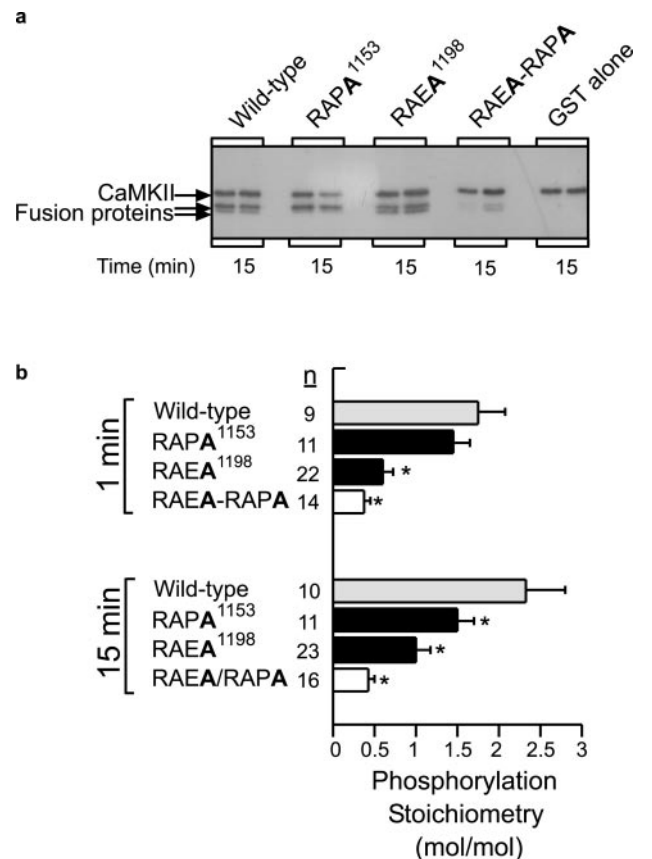 a
Wild-type RAPA1153 RAEA1198 RAEA-RAPA GST alone
CaMKII
Fusion proteins
Time (min) 15 15 15 15 15
b
n
1 min
Wild-type 9
RAPA1153 11
RAEA1198 22 *
RAEA-RAPA 14 *
15 min
Wild-type 10
RAPA1153 11 *
RAEA1198 23 *
RAEA/RAPA 16 *
0 0.5 1 1.5 2 2.5 3
Phosphorylation
Stoichiometry
(mol/mol)